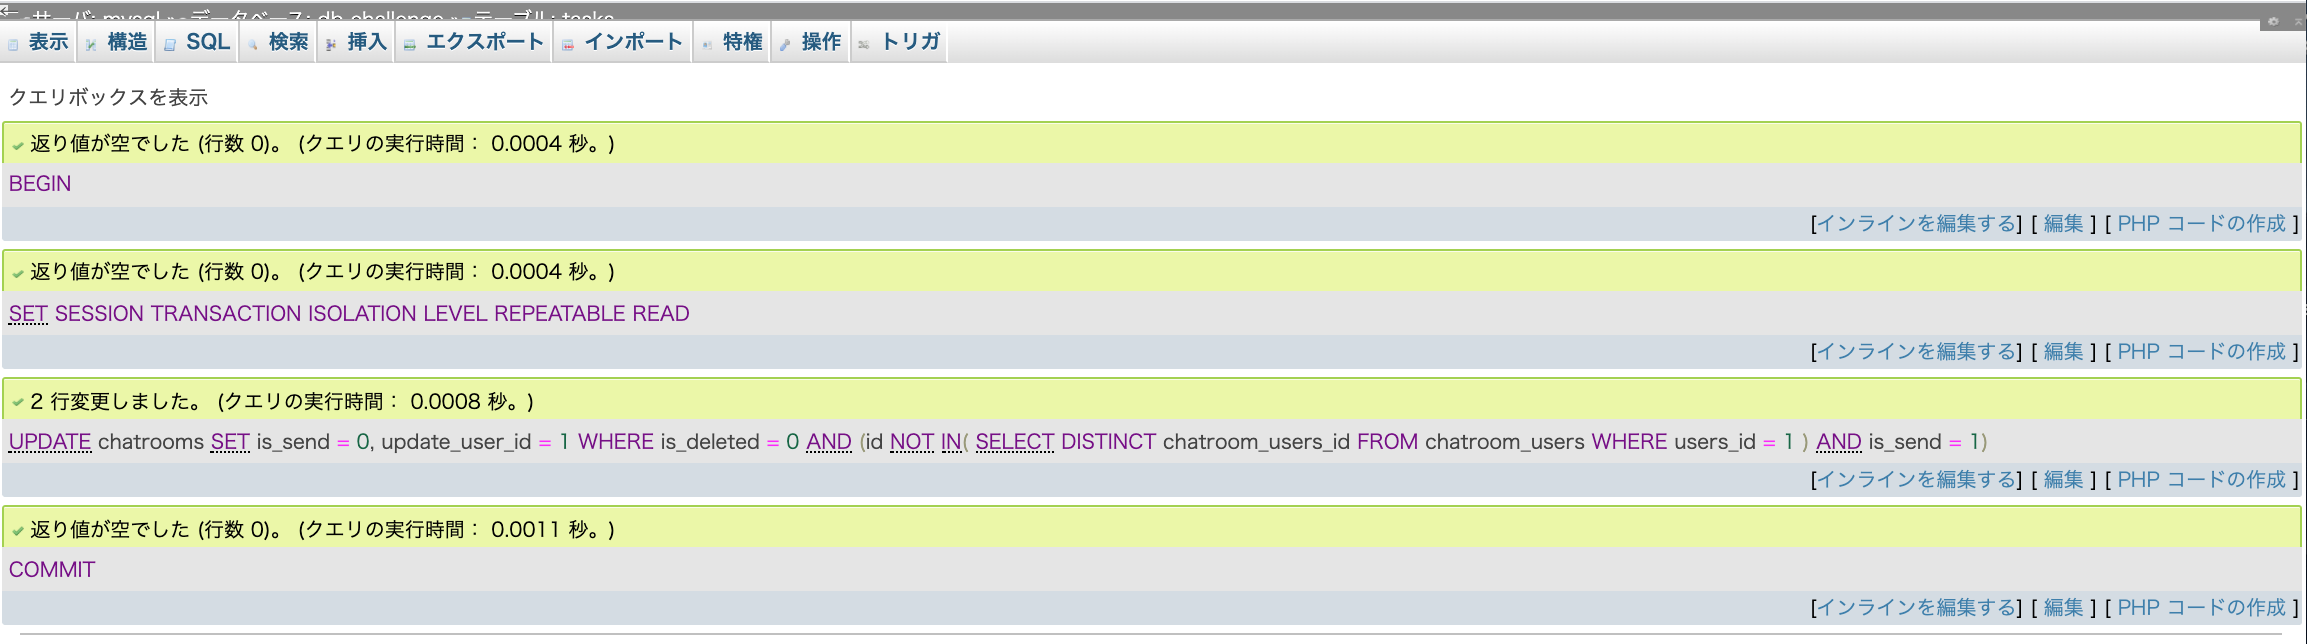 サーバ: mysql » データベース: db_challenge » テーブル: tasks
表示 構造 SQL 検索 挿入 エクスポート インポート 特権 操作 トリガ
クエリボックスを表示
返り値が空でした (行数 0)。 (クエリの実行時間： 0.0004 秒。)
BEGIN
[インラインを編集する] [ 編集 ] [ PHP コードの作成 ]
返り値が空でした (行数 0)。 (クエリの実行時間： 0.0004 秒。)
SET SESSION TRANSACTION ISOLATION LEVEL REPEATABLE READ
[インラインを編集する] [ 編集 ] [ PHP コードの作成 ]
2 行変更しました。 (クエリの実行時間： 0.0008 秒。)
UPDATE chatrooms SET is_send = 0, update_user_id = 1 WHERE is_deleted = 0 AND (id NOT IN( SELECT DISTINCT chatroom_users_id FROM chatroom_users WHERE users_id = 1 ) AND is_send = 1)
[インラインを編集する] [ 編集 ] [ PHP コードの作成 ]
返り値が空でした (行数 0)。 (クエリの実行時間： 0.0011 秒。)
COMMIT
[インラインを編集する] [ 編集 ] [ PHP コードの作成 ]